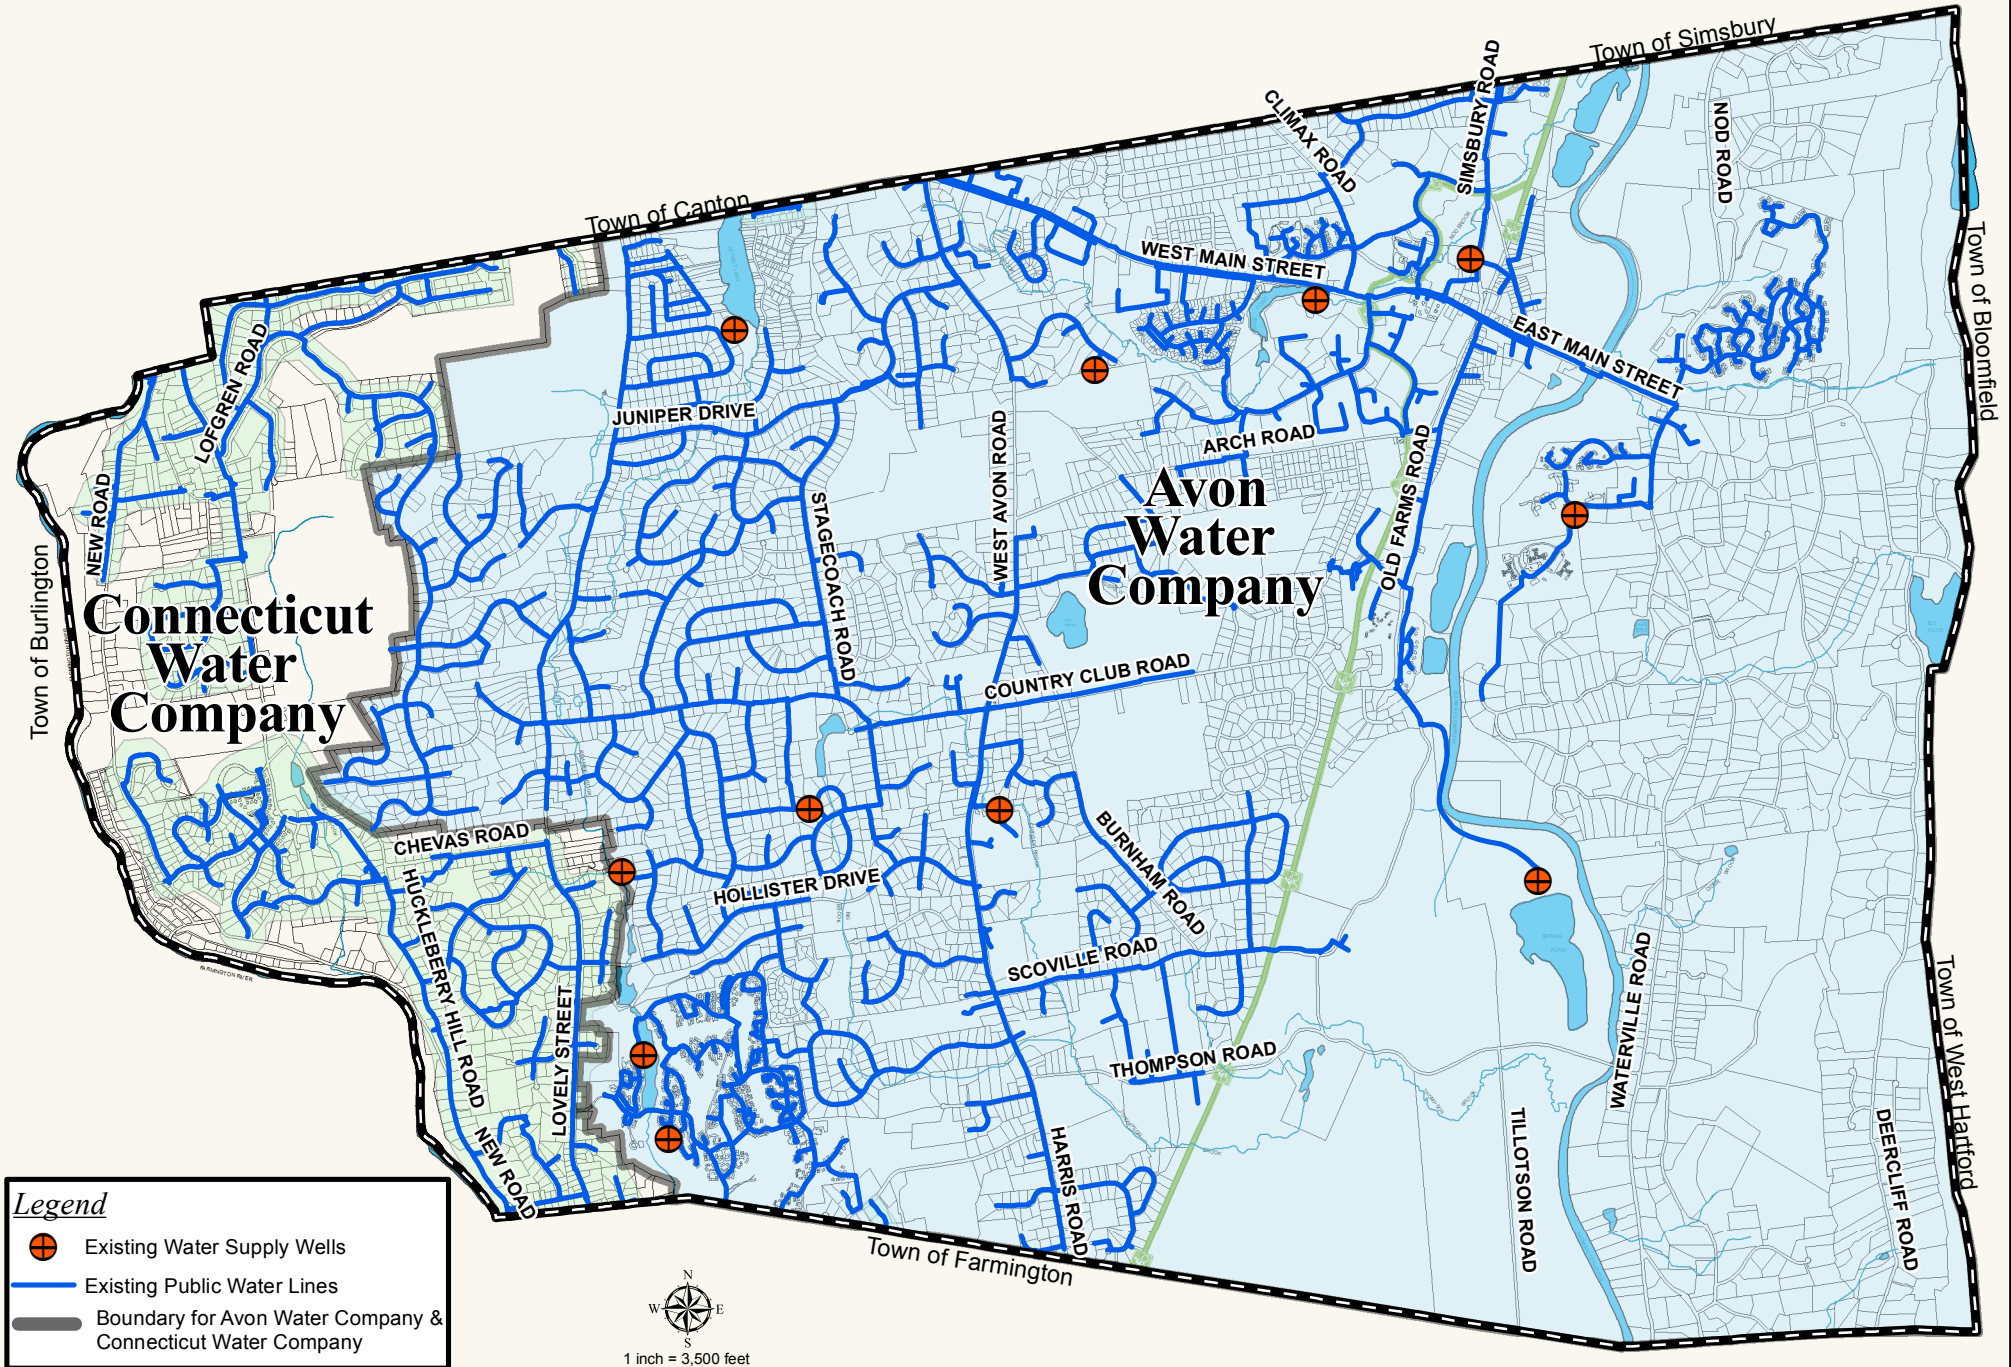 Town of Simsbury
SIMSBURY ROAD
CLIMAX ROAD
NOD ROAD
Town of Canton
WEST MAIN STREET
Town of Bloomfield
EAST MAIN STREET
LOFGREN ROAD
JUNIPER DRIVE
ARCH ROAD
WEST AVON ROAD
OLD FARMS ROAD
NEW ROAD
STAGECOACH ROAD
Avon
Water
Company
Town of Burlington
Connecticut
Water
Company
COUNTRY CLUB ROAD
CHEVAS ROAD
BURNHAM ROAD
HOLLISTER DRIVE
HUCKLEBERRY HILL ROAD
SCOVILLE ROAD
WATERVILLE ROAD
Town of West Hartford
FARMINGTON RIVER
LOVELY STREET
THOMPSON ROAD
TILLOTSON ROAD
DEERCLIFF ROAD
NEW ROAD
HARRIS ROAD
Town of Farmington
Legend
Existing Water Supply Wells
Existing Public Water Lines
Boundary for Avon Water Company &
Connecticut Water Company
N
W E
S
1 inch = 3,500 feet